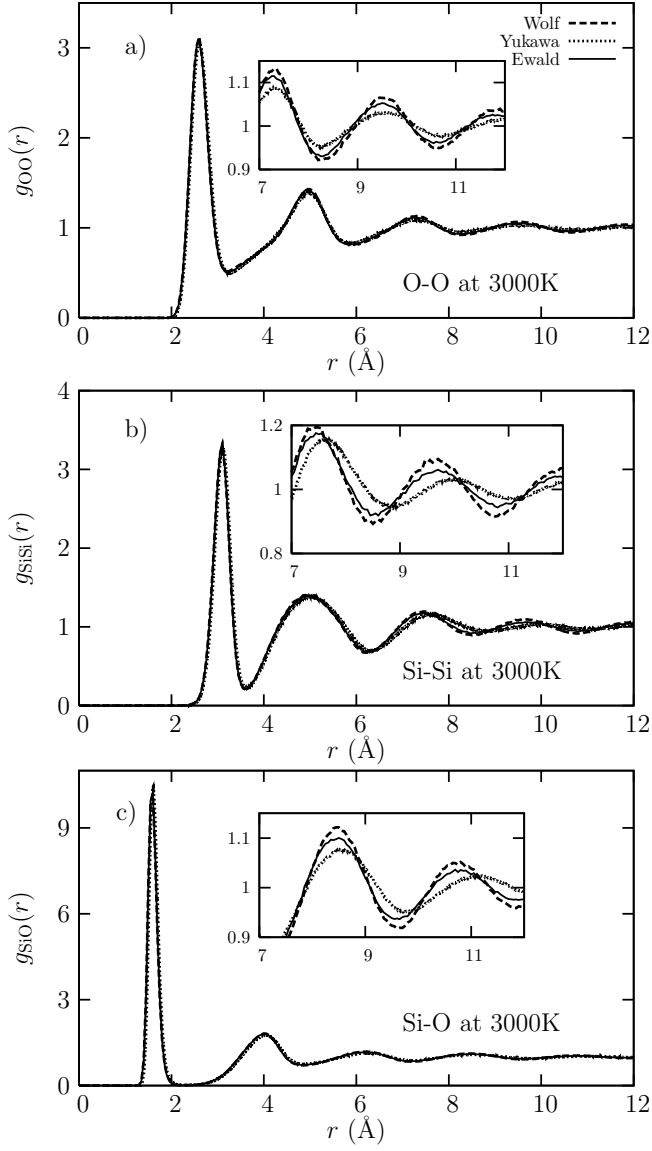 a)
Wolf
Yukawa
Ewald
3
2
1
0
g_OO(r)
1.1
1
0.9
7 9 11
O-O at 3000K
0 2 4 6 8 10 12
r (Å)
b)
4
3
2
1
0
g_SiSi(r)
1.2
1
0.8
7 9 11
Si-Si at 3000K
0 2 4 6 8 10 12
r (Å)
c)
9
6
3
0
g_SiO(r)
1.1
1
0.9
7 9 11
Si-O at 3000K
0 2 4 6 8 10 12
r (Å)